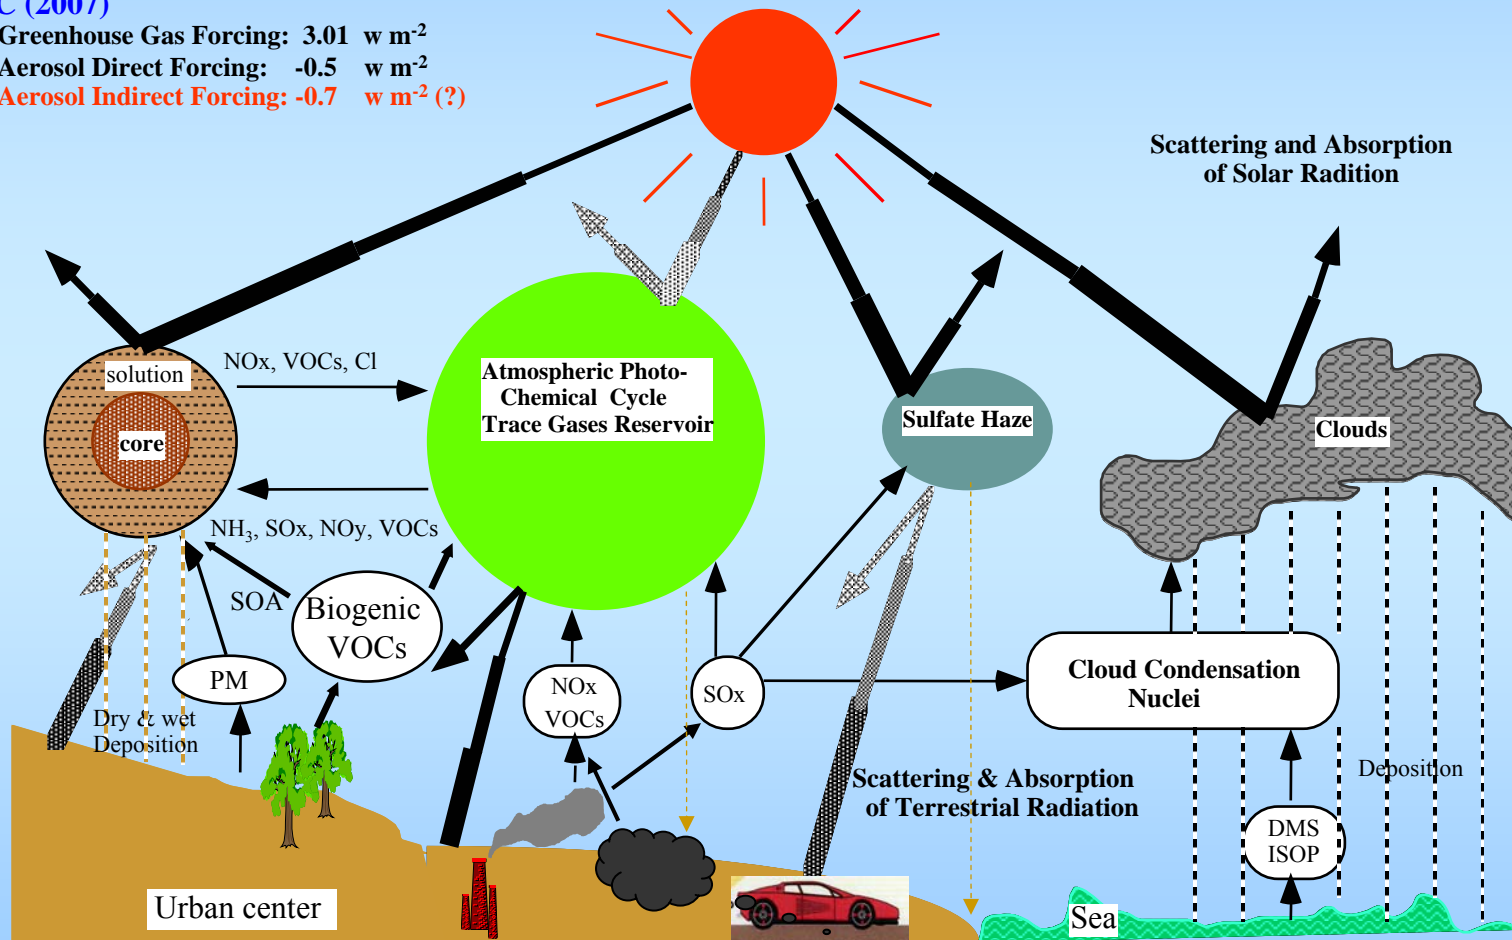 C (2007)
Greenhouse Gas Forcing: 3.01 w m-2
Aerosol Direct Forcing: -0.5 w m-2
Aerosol Indirect Forcing: -0.7 w m-2 (?)
Scattering and Absorption
of Solar Radition
solution
core
NOx, VOCs, Cl
NH3, SOx, NOy, VOCs
Atmospheric Photo-
Chemical Cycle
Trace Gases Reservoir
Sulfate Haze
Clouds
SOA
Biogenic
VOCs
PM
NOx
VOCs
SOx
Cloud Condensation
Nuclei
Dry & wet
Deposition
Scattering & Absorption
of Terrestrial Radiation
Deposition
DMS
ISOP
Urban center
Sea